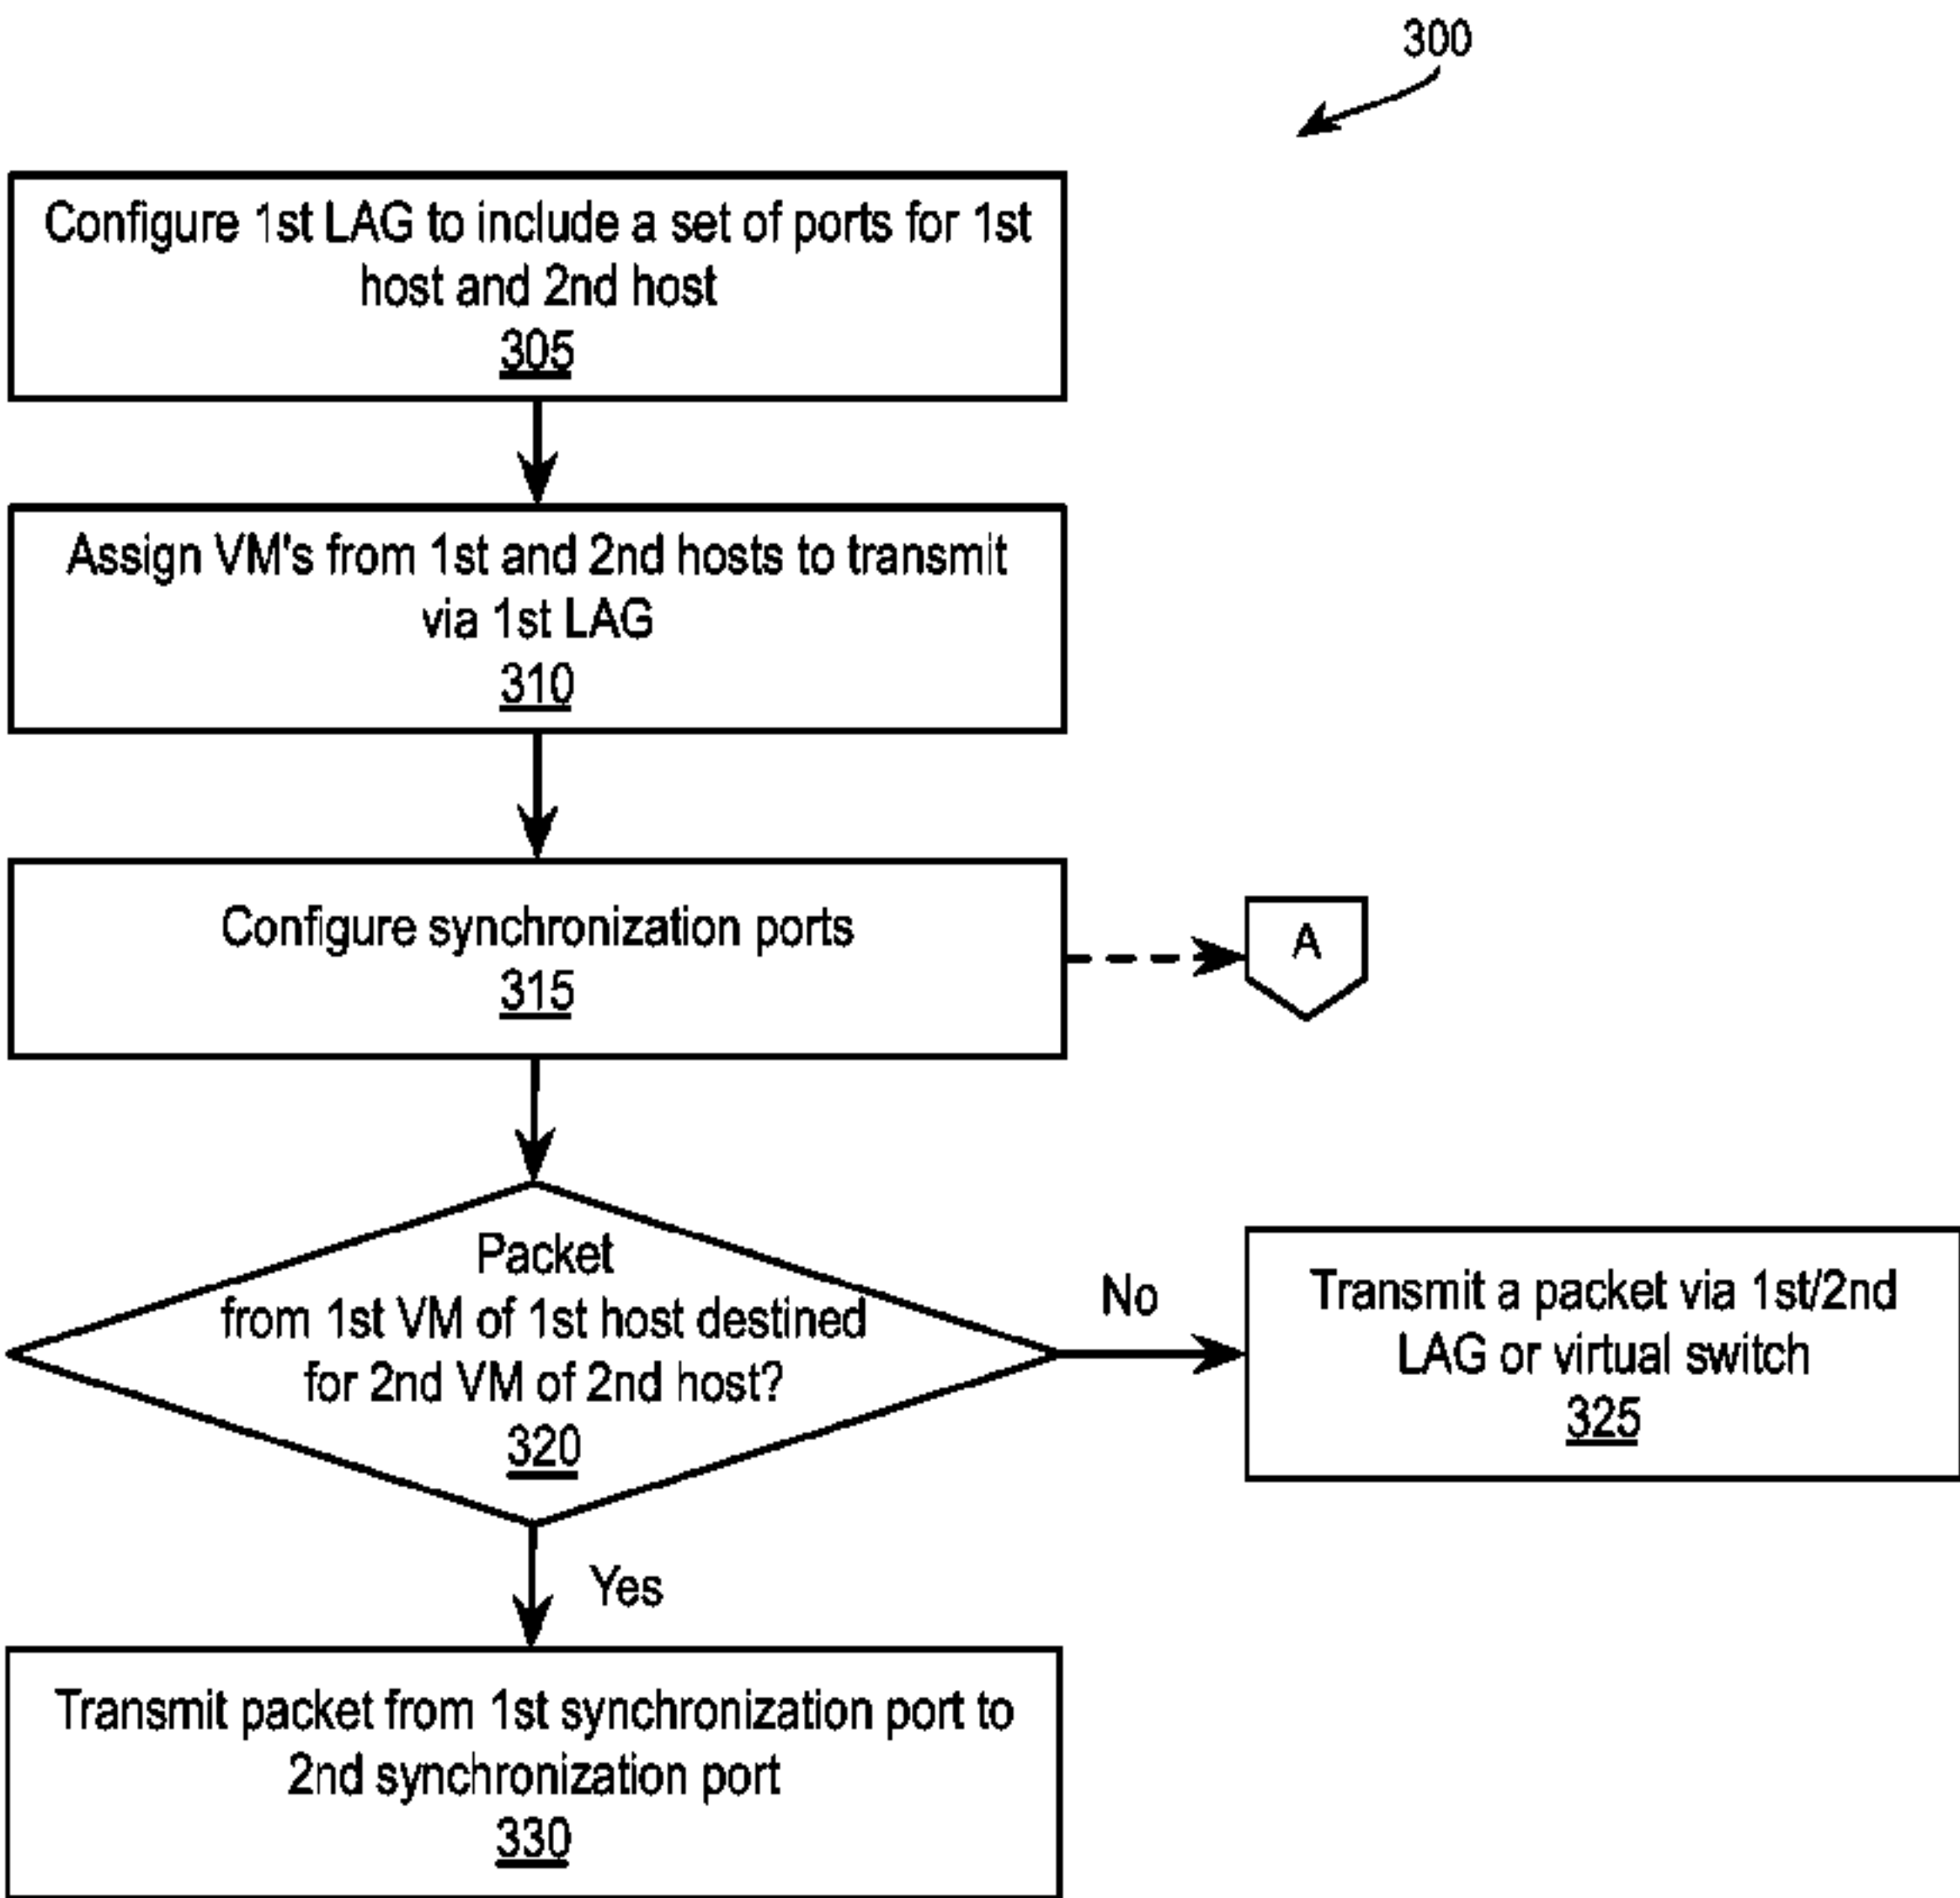 300
Configure 1st LAG to include a set of ports for 1st
host and 2nd host
305
Assign VM's from 1st and 2nd hosts to transmit
via 1st LAG
310
Configure synchronization ports
315
A
Packet
from 1st VM of 1st host destined
for 2nd VM of 2nd host?
320
No
Transmit a packet via 1st/2nd
LAG or virtual switch
325
Yes
Transmit packet from 1st synchronization port to
2nd synchronization port
330